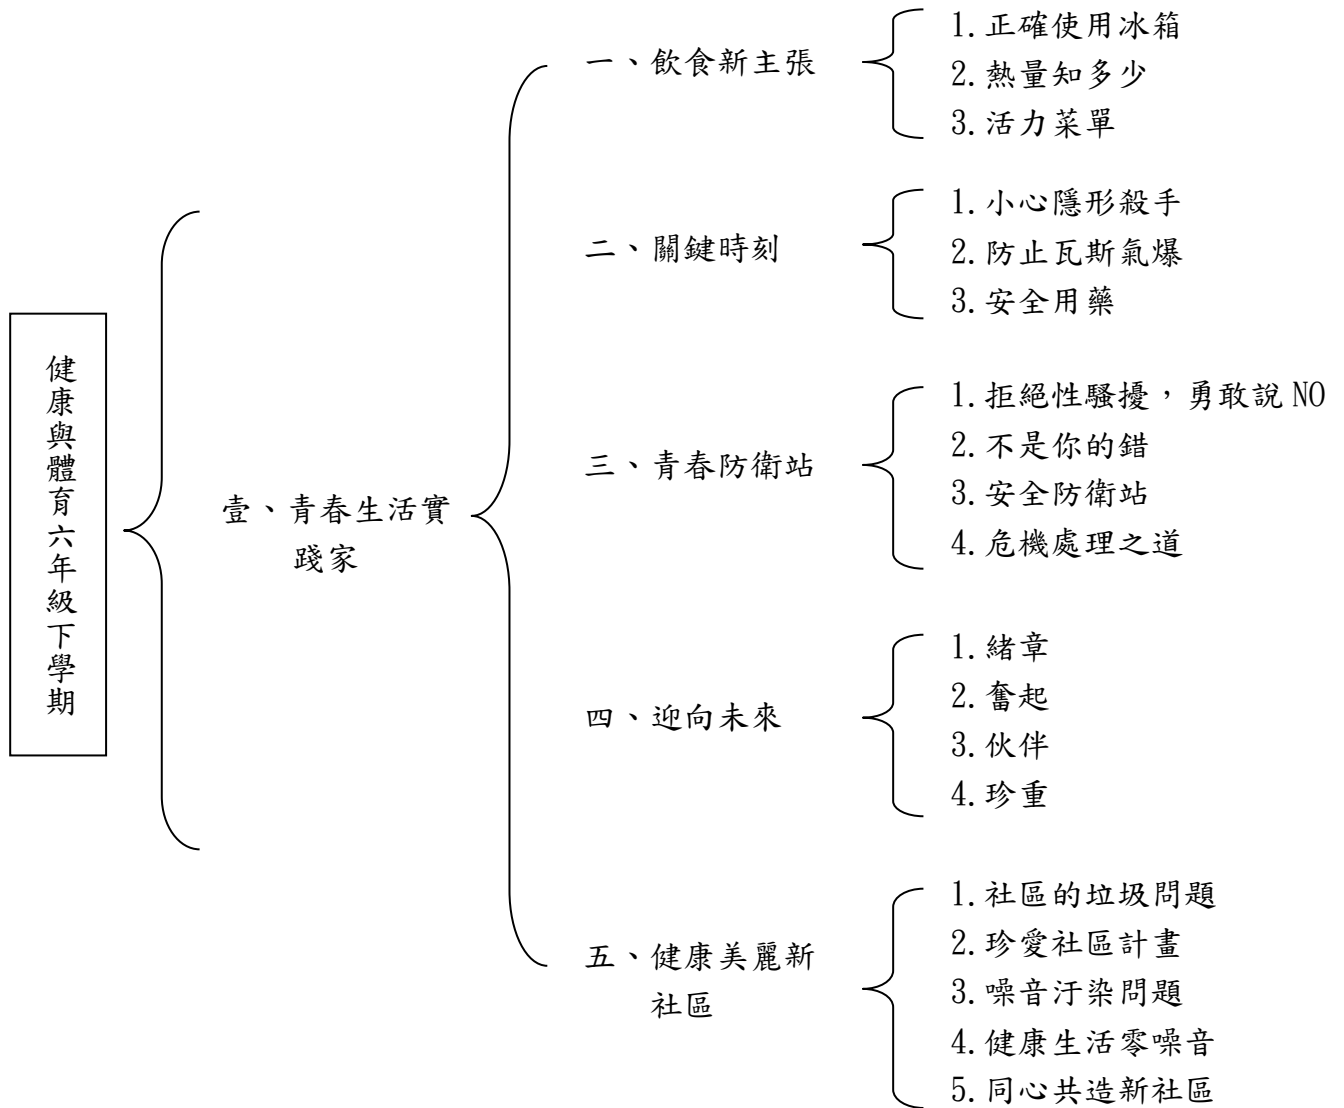 健康與體育六年級下學期
壹、青春生活實
踐家
一、飲食新主張
1.正確使用冰箱
2.熱量知多少
3.活力菜單
二、關鍵時刻
1.小心隱形殺手
2.防止瓦斯氣爆
3.安全用藥
三、青春防衛站
1.拒絕性騷擾，勇敢說 NO
2.不是你的錯
3.安全防衛站
4.危機處理之道
四、迎向未來
1.緒章
2.奮起
3.伙伴
4.珍重
五、健康美麗新
社區
1.社區的垃圾問題
2.珍愛社區計畫
3.噪音汙染問題
4.健康生活零噪音
5.同心共造新社區